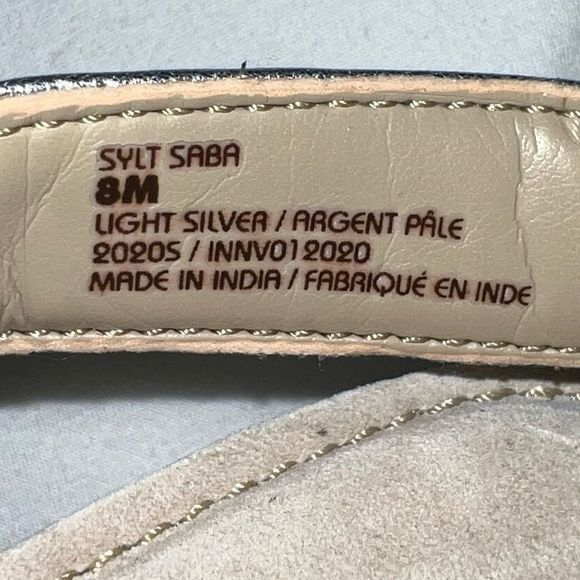 SYLT SABA
8M
LIGHT SILVER / ARGENT PÂLE
2020S / INNV012020
MADE IN INDIA / FABRIQUÉ EN INDE